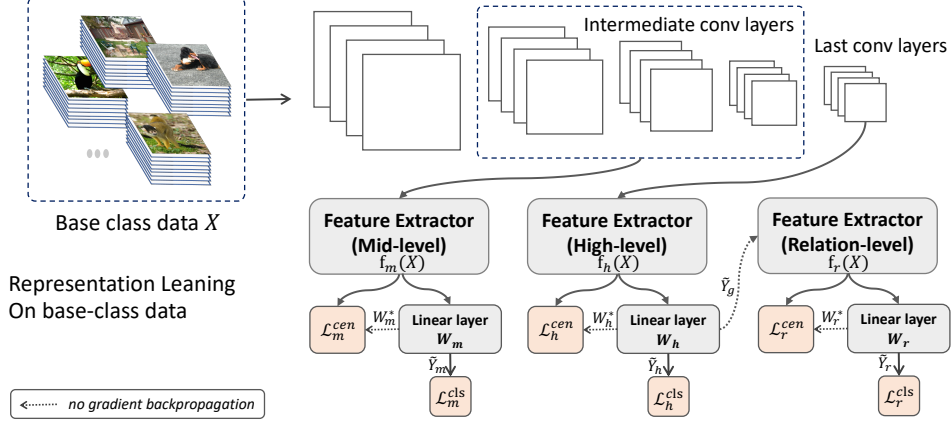 Intermediate conv layers
Last conv layers
Base class data X
Feature Extractor
(Mid-level)
f_m(X)
Feature Extractor
(High-level)
f_h(X)
Feature Extractor
(Relation-level)
f_r(X)
Ỹ_g
Representation Leaning
On base-class data
ℒ_m^cen
W_m^*
Linear layer
W_m
ℒ_h^cen
W_h^*
Linear layer
W_h
ℒ_r^cen
W_r^*
Linear layer
W_r
Ỹ_m
Ỹ_h
Ỹ_r
ℒ_m^cls
ℒ_h^cls
ℒ_r^cls
no gradient backpropagation